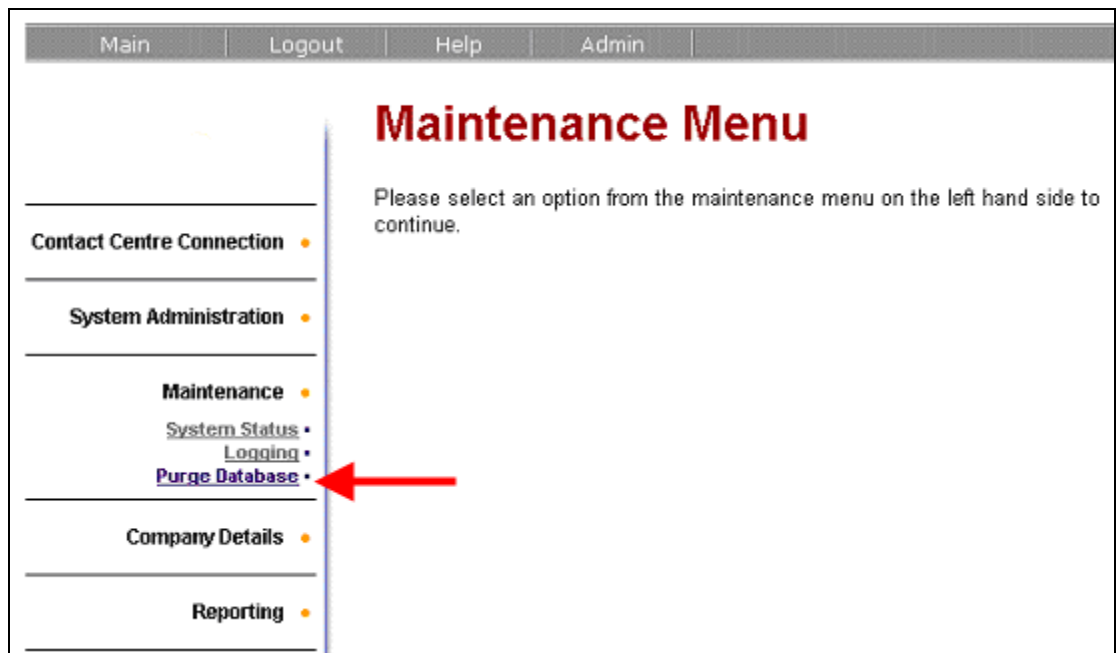 Main Logout Help Admin
Maintenance Menu
Please select an option from the maintenance menu on the left hand side to
continue.
Contact Centre Connection
System Administration
Maintenance
System Status
Logging
Purge Database
Company Details
Reporting